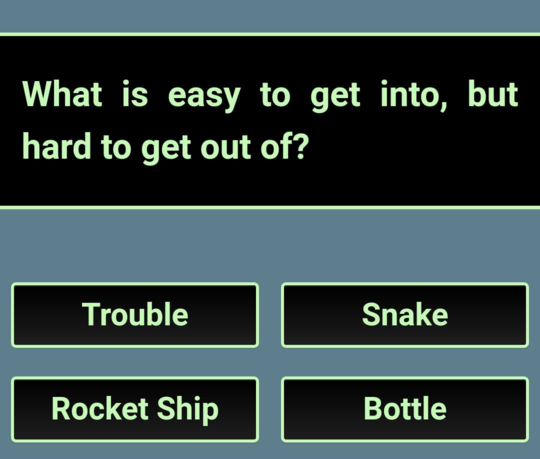 What is easy to get into, but
hard to get out of?
Trouble
Snake
Rocket Ship
Bottle